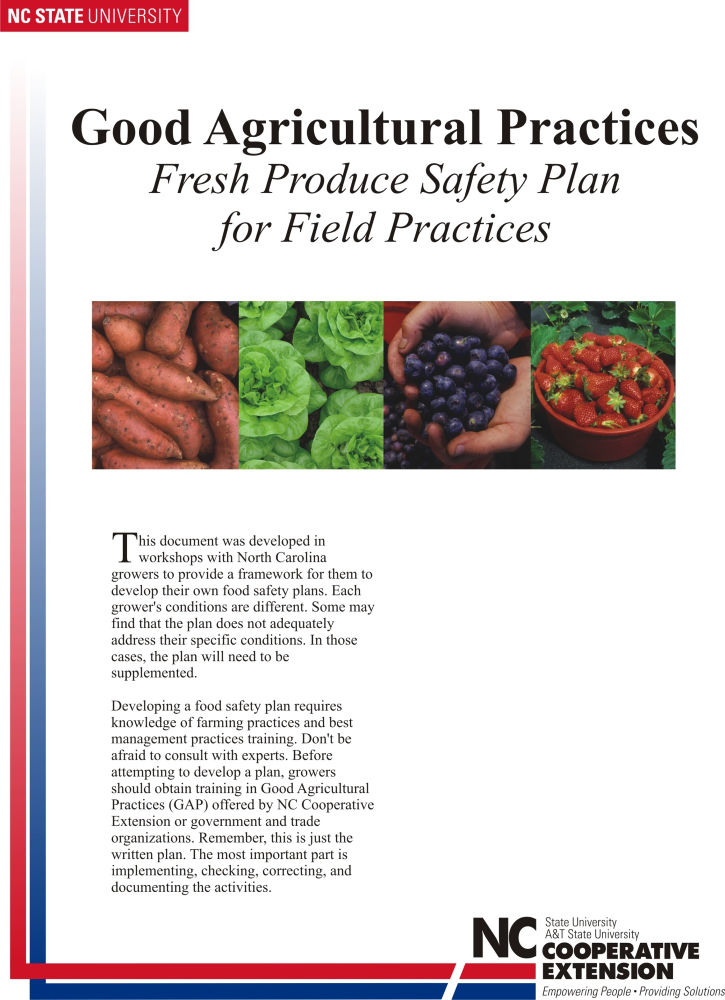 NC STATE UNIVERSITY
Good Agricultural Practices
Fresh Produce Safety Plan
for Field Practices
This document was developed in
workshops with North Carolina
growers to provide a framework for them to
develop their own food safety plans. Each
grower's conditions are different. Some may
find that the plan does not adequately
address their specific conditions. In those
cases, the plan will need to be
supplemented.
Developing a food safety plan requires
knowledge of farming practices and best
management practices training. Don't be
afraid to consult with experts. Before
attempting to develop a plan, growers
should obtain training in Good Agricultural
Practices (GAP) offered by NC Cooperative
Extension or government and trade
organizations. Remember, this is just the
written plan. The most important part is
implementing, checking, correcting, and
documenting the activities.
NC State University
A&T State University
COOPERATIVE
EXTENSION
Empowering People • Providing Solutions